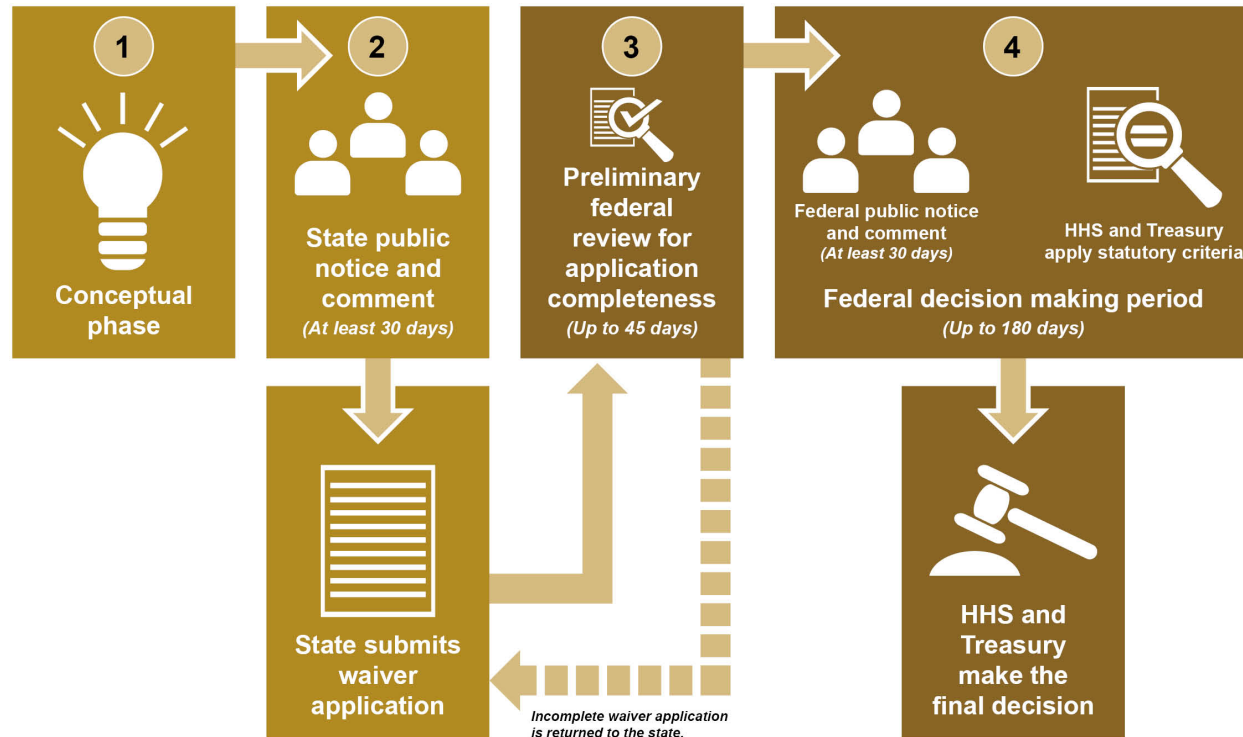 1
Conceptual
phase
2
State public
notice and
comment
(At least 30 days)
State submits
waiver
application
3
Preliminary
federal
review for
application
completeness
(Up to 45 days)
Incomplete waiver application
is returned to the state.
4
Federal public notice
and comment
(At least 30 days)
HHS and Treasury
apply statutory criteria
Federal decision making period
(Up to 180 days)
HHS and
Treasury
make the
final decision